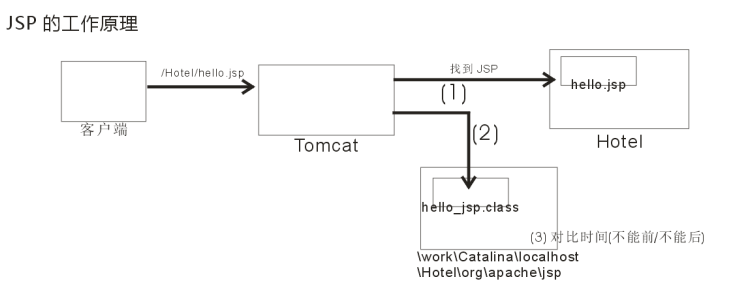 JSP 的工作原理
/Hotel/hello.jsp
找到 JSP
(1)
hello.jsp
客户端
Tomcat
(2)
Hotel
hello_jsp.class
(3) 对比时间(不能前/不能后)
\work\Catalina\localhost
\Hotel\org\apache\jsp